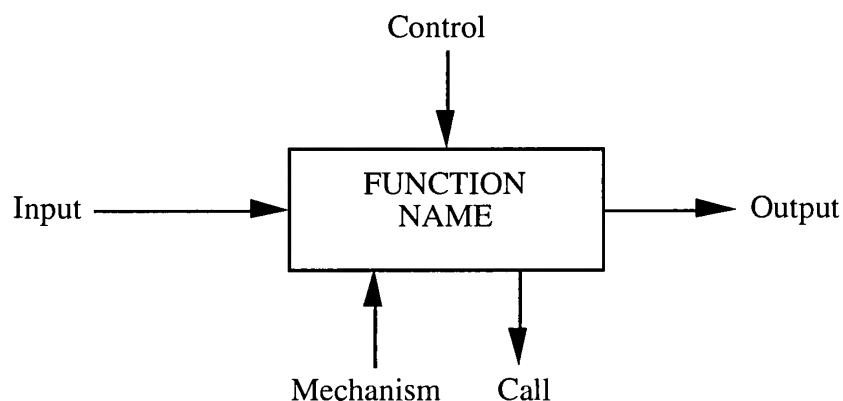 Control
FUNCTION
NAME
Input
Output
Mechanism
Call